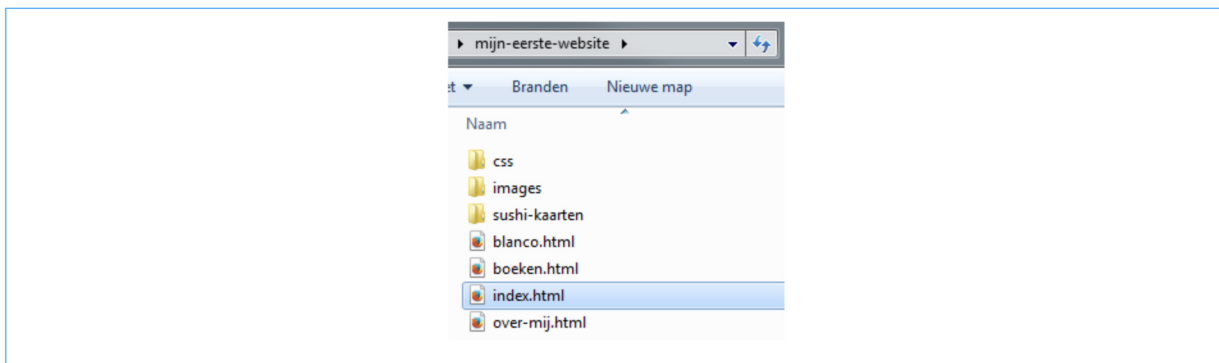 mijn-eerste-website
et Branden Nieuwe map
Naam
css
images
sushi-kaarten
blanco.html
boeken.html
index.html
over-mij.html